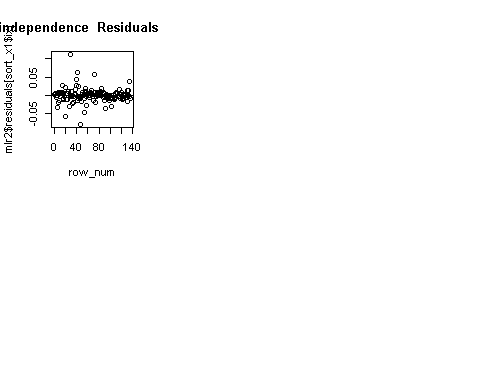 independence Residuals
mlr2$residuals[sort_x1$ix]
0.05
-0.05
0 40 80 140
row_num